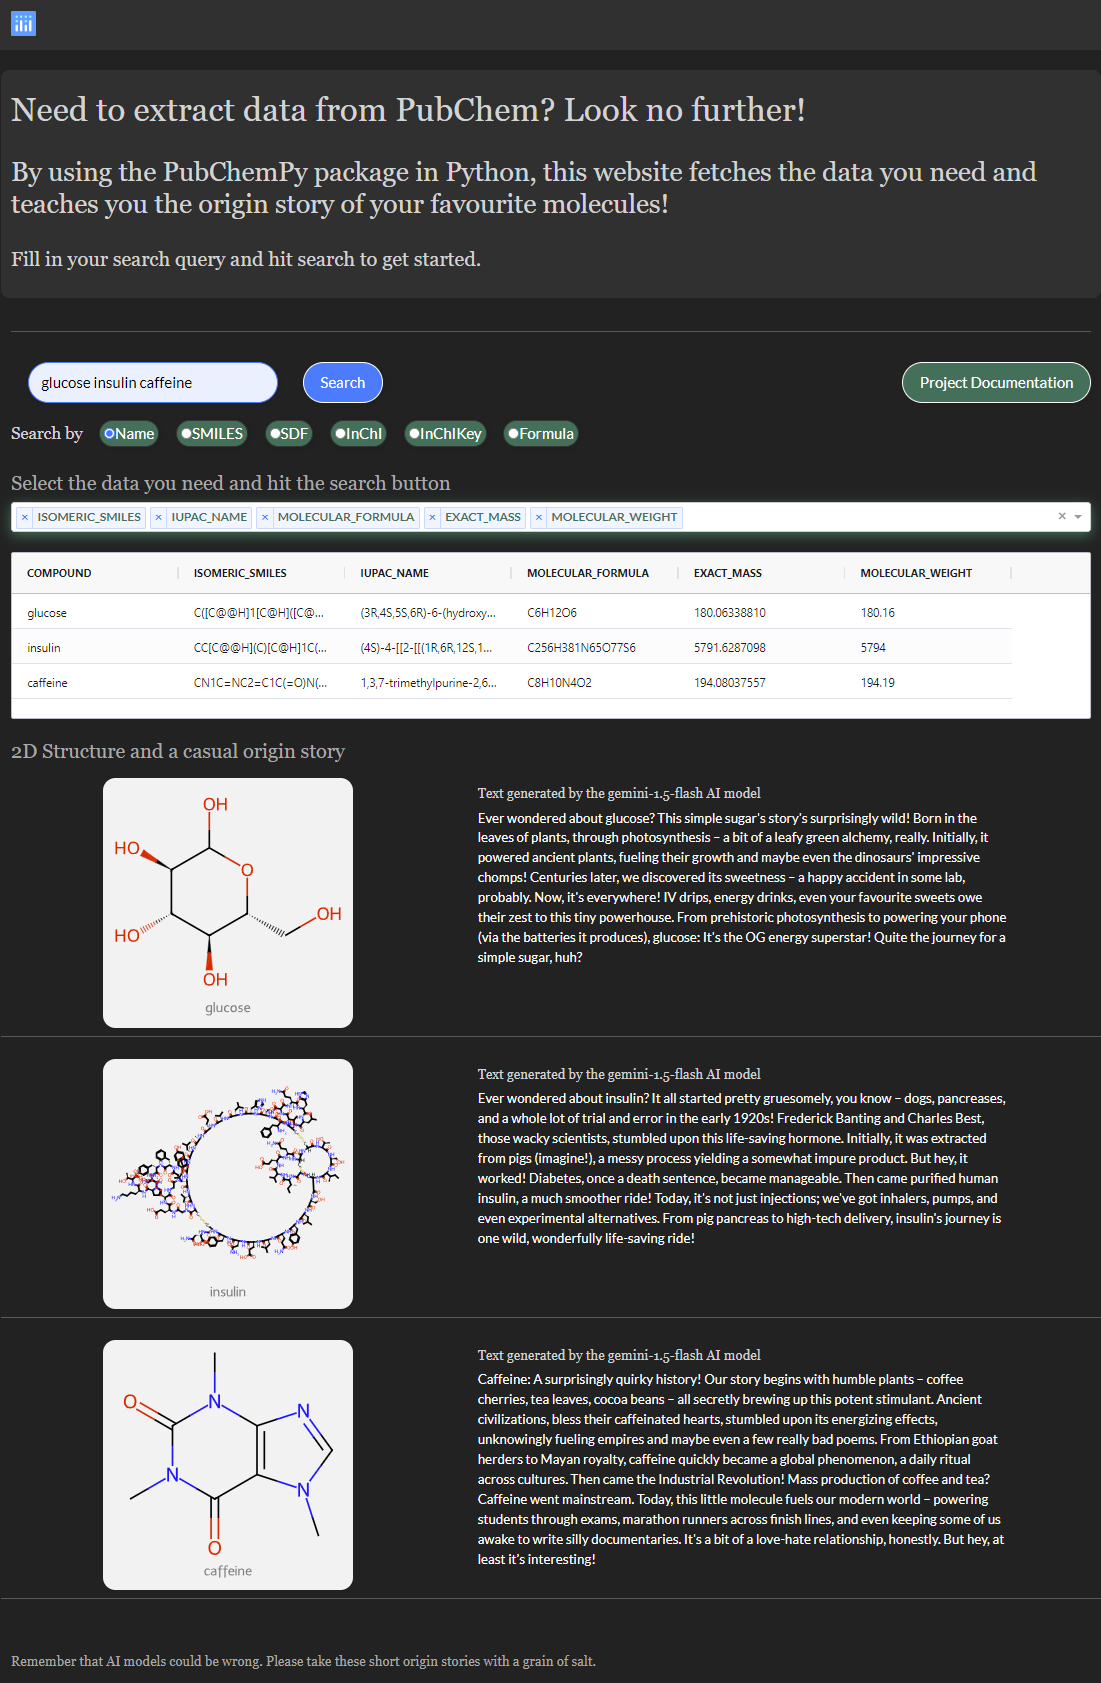 Need to extract data from PubChem? Look no further!
By using the PubChemPy package in Python, this website fetches the data you need and
teaches you the origin story of your favourite molecules!
Fill in your search query and hit search to get started.
glucose insulin caffeine
Search
Project Documentation
Search by
Name
SMILES
SDF
InChI
InChIKey
Formula
Select the data you need and hit the search button
× ISOMERIC_SMILES × IUPAC_NAME × MOLECULAR_FORMULA × EXACT_MASS × MOLECULAR_WEIGHT ×
COMPOUND ISOMERIC_SMILES IUPAC_NAME MOLECULAR_FORMULA EXACT_MASS MOLECULAR_WEIGHT
glucose C([C@@H]1[C@H]([C@... (3R,4S,5S,6R)-6-(hydroxy... C6H12O6 180.06338810 180.16
insulin CC[C@@H](C)[C@H]1C(... (4S)-4-[[2-[[(1R,6R,12S,1... C256H381N65O77S6 5791.6287098 5794
caffeine CN1C=NC2=C1C(=O)N(... 1,3,7-trimethylpurine-2,6... C8H10N4O2 194.08037557 194.19
2D Structure and a casual origin story
OH
HO
O
OH
HO
OH
glucose
Text generated by the gemini-1.5-flash AI model
Ever wondered about glucose? This simple sugar's story's surprisingly wild! Born in the
leaves of plants, through photosynthesis – a bit of a leafy green alchemy, really. Initially, it
powered ancient plants, fueling their growth and maybe even the dinosaurs' impressive
chomps! Centuries later, we discovered its sweetness – a happy accident in some lab,
probably. Now, it's everywhere! IV drips, energy drinks, even your favourite sweets owe
their zest to this tiny powerhouse. From prehistoric photosynthesis to powering your phone
(via the batteries it produces), glucose: It's the OG energy superstar! Quite the journey for a
simple sugar, huh?
insulin
Text generated by the gemini-1.5-flash AI model
Ever wondered about insulin? It all started pretty gruesomely, you know – dogs, pancreases,
and a whole lot of trial and error in the early 1920s! Frederick Banting and Charles Best,
those wacky scientists, stumbled upon this life-saving hormone. Initially, it was extracted
from pigs (imagine!), a messy process yielding a somewhat impure product. But hey, it
worked! Diabetes, once a death sentence, became manageable. Then came purified human
insulin, a much smoother ride! Today, it's not just injections; we've got inhalers, pumps, and
even experimental alternatives. From pig pancreas to high-tech delivery, insulin's journey is
one wild, wonderfully life-saving ride!
O
N
N
N
N
O
caffeine
Text generated by the gemini-1.5-flash AI model
Caffeine: A surprisingly quirky history! Our story begins with humble plants – coffee
cherries, tea leaves, cocoa beans – all secretly brewing up this potent stimulant. Ancient
civilizations, bless their caffeinated hearts, stumbled upon its energizing effects,
unknowingly fueling empires and maybe even a few really bad poems. From Ethiopian goat
herders to Mayan royalty, caffeine quickly became a global phenomenon, a daily ritual
across cultures. Then came the Industrial Revolution! Mass production of coffee and tea?
Caffeine went mainstream. Today, this little molecule fuels our modern world – powering
students through exams, marathon runners across finish lines, and even keeping some of us
awake to write silly documentaries. It's a bit of a love-hate relationship, honestly. But hey, at
least it's interesting!
Remember that AI models could be wrong. Please take these short origin stories with a grain of salt.